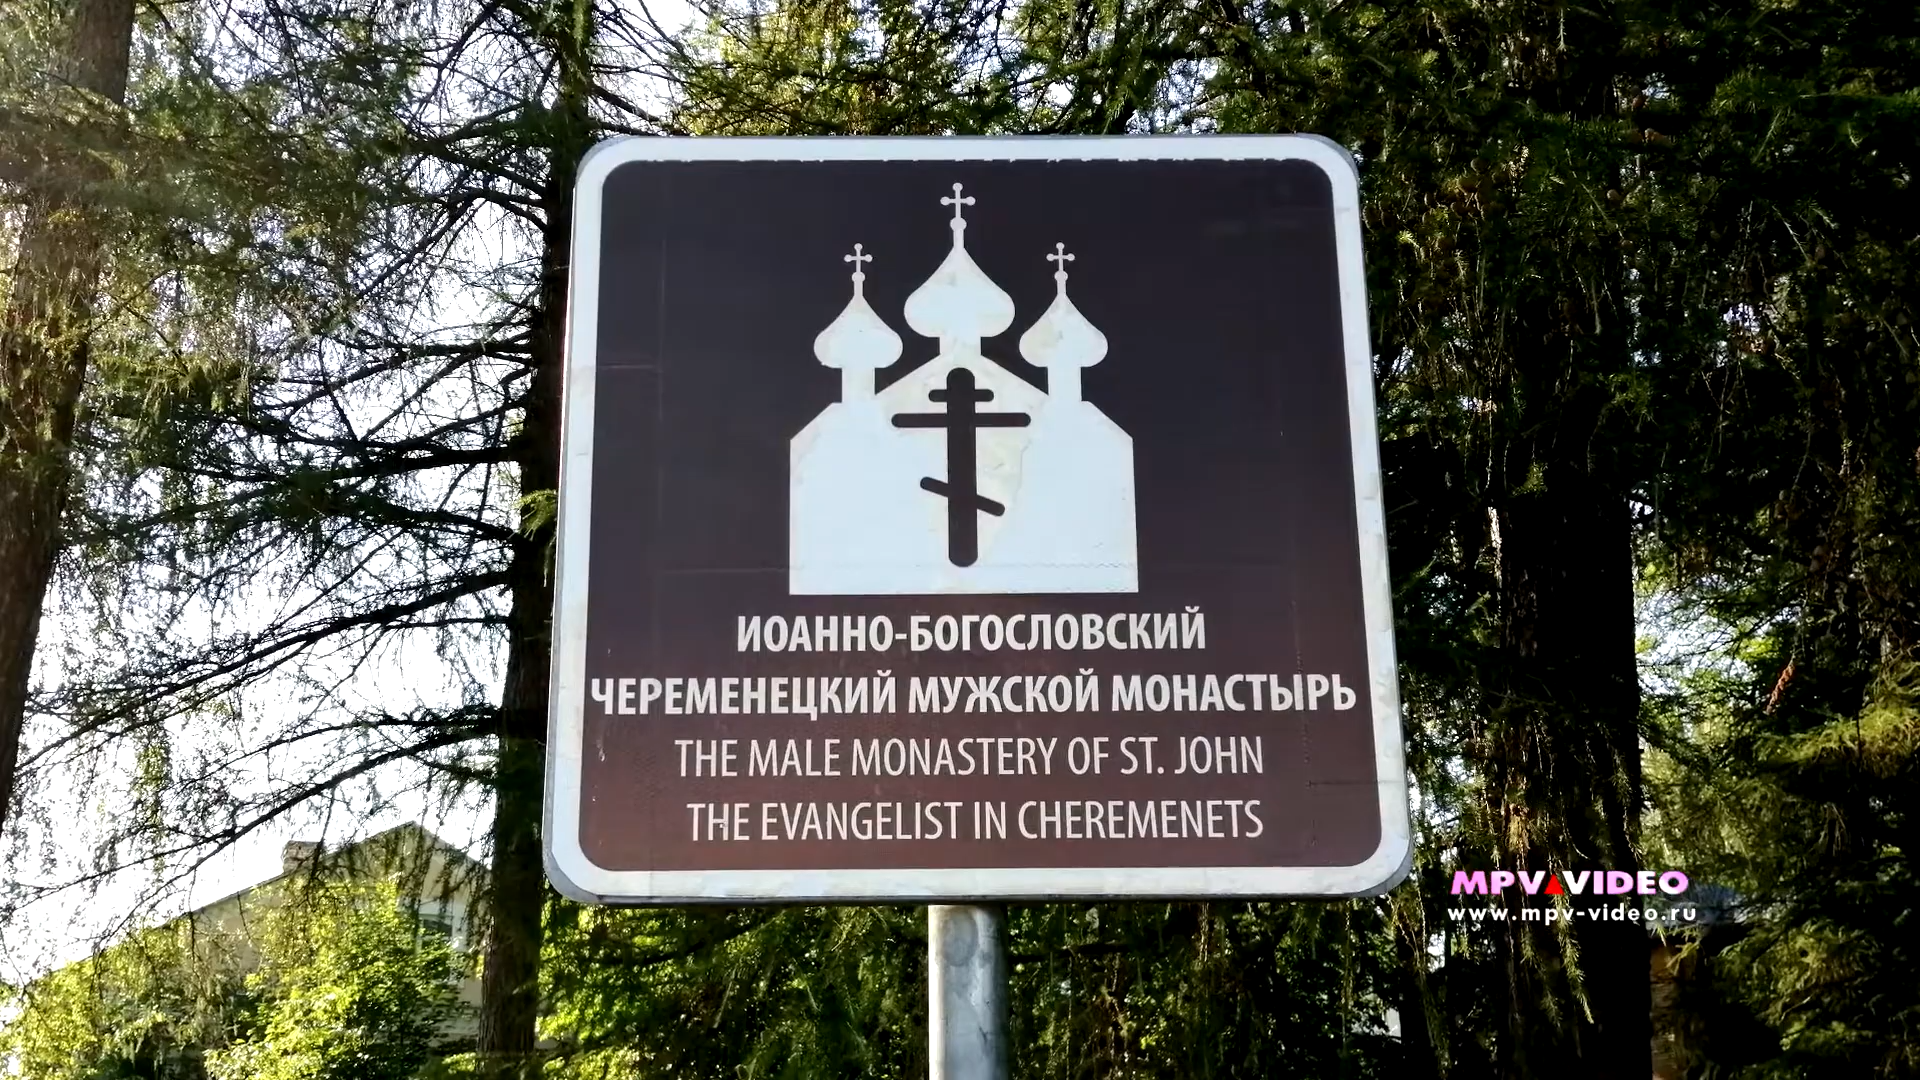 ИОАННО-БОГОСЛОВСКИЙ
ЧЕРЕМЕНЕЦКИЙ МУЖСКОЙ МОНАСТЫРЬ
THE MALE MONASTERY OF ST. JOHN
THE EVANGELIST IN CHEREMENETS
MPV VIDEO
www.mpv-video.ru